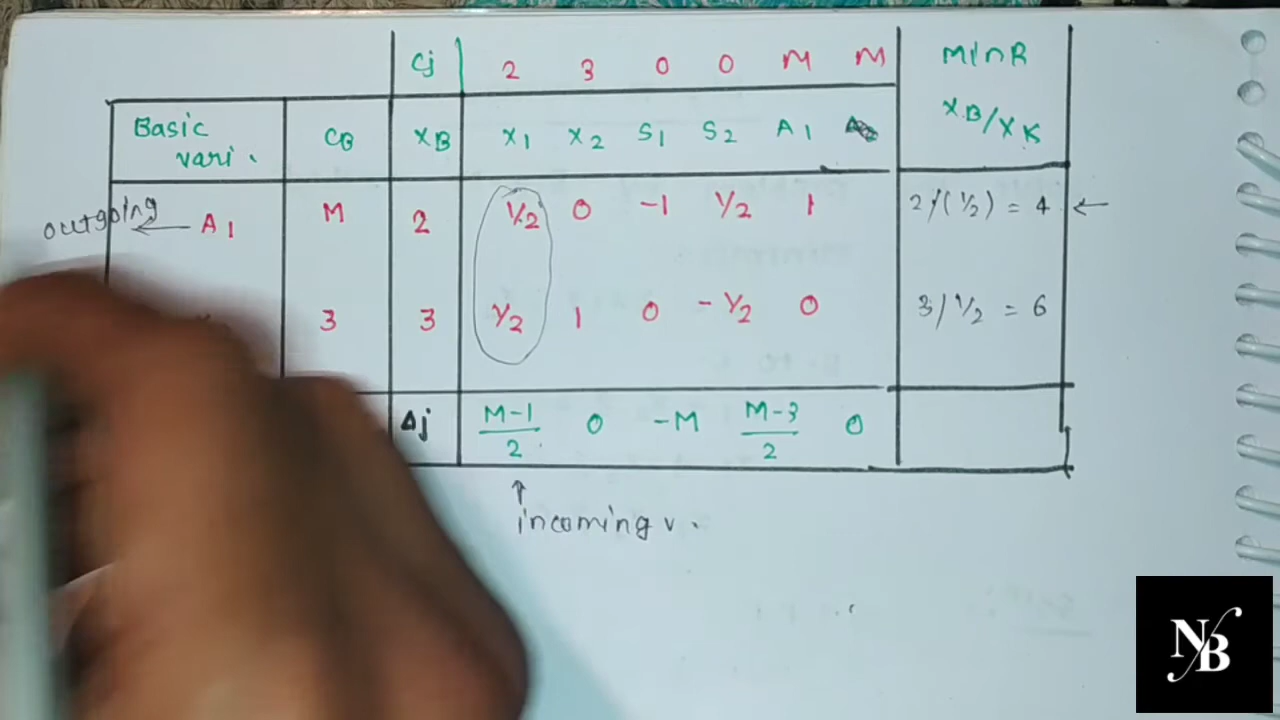 Cj 2 3 0 0 M M MinR
Basic vari. CB XB X1 X2 S1 S2 A1 XB/XK
outgoing A1 M 2 1/2 0 -1 1/2 1 2/(1/2) = 4
3 3 1/2 1 0 -1/2 0 3/1/2 = 6
Δj M-1/2 0 -M M-3/2 0
incoming v.
NB